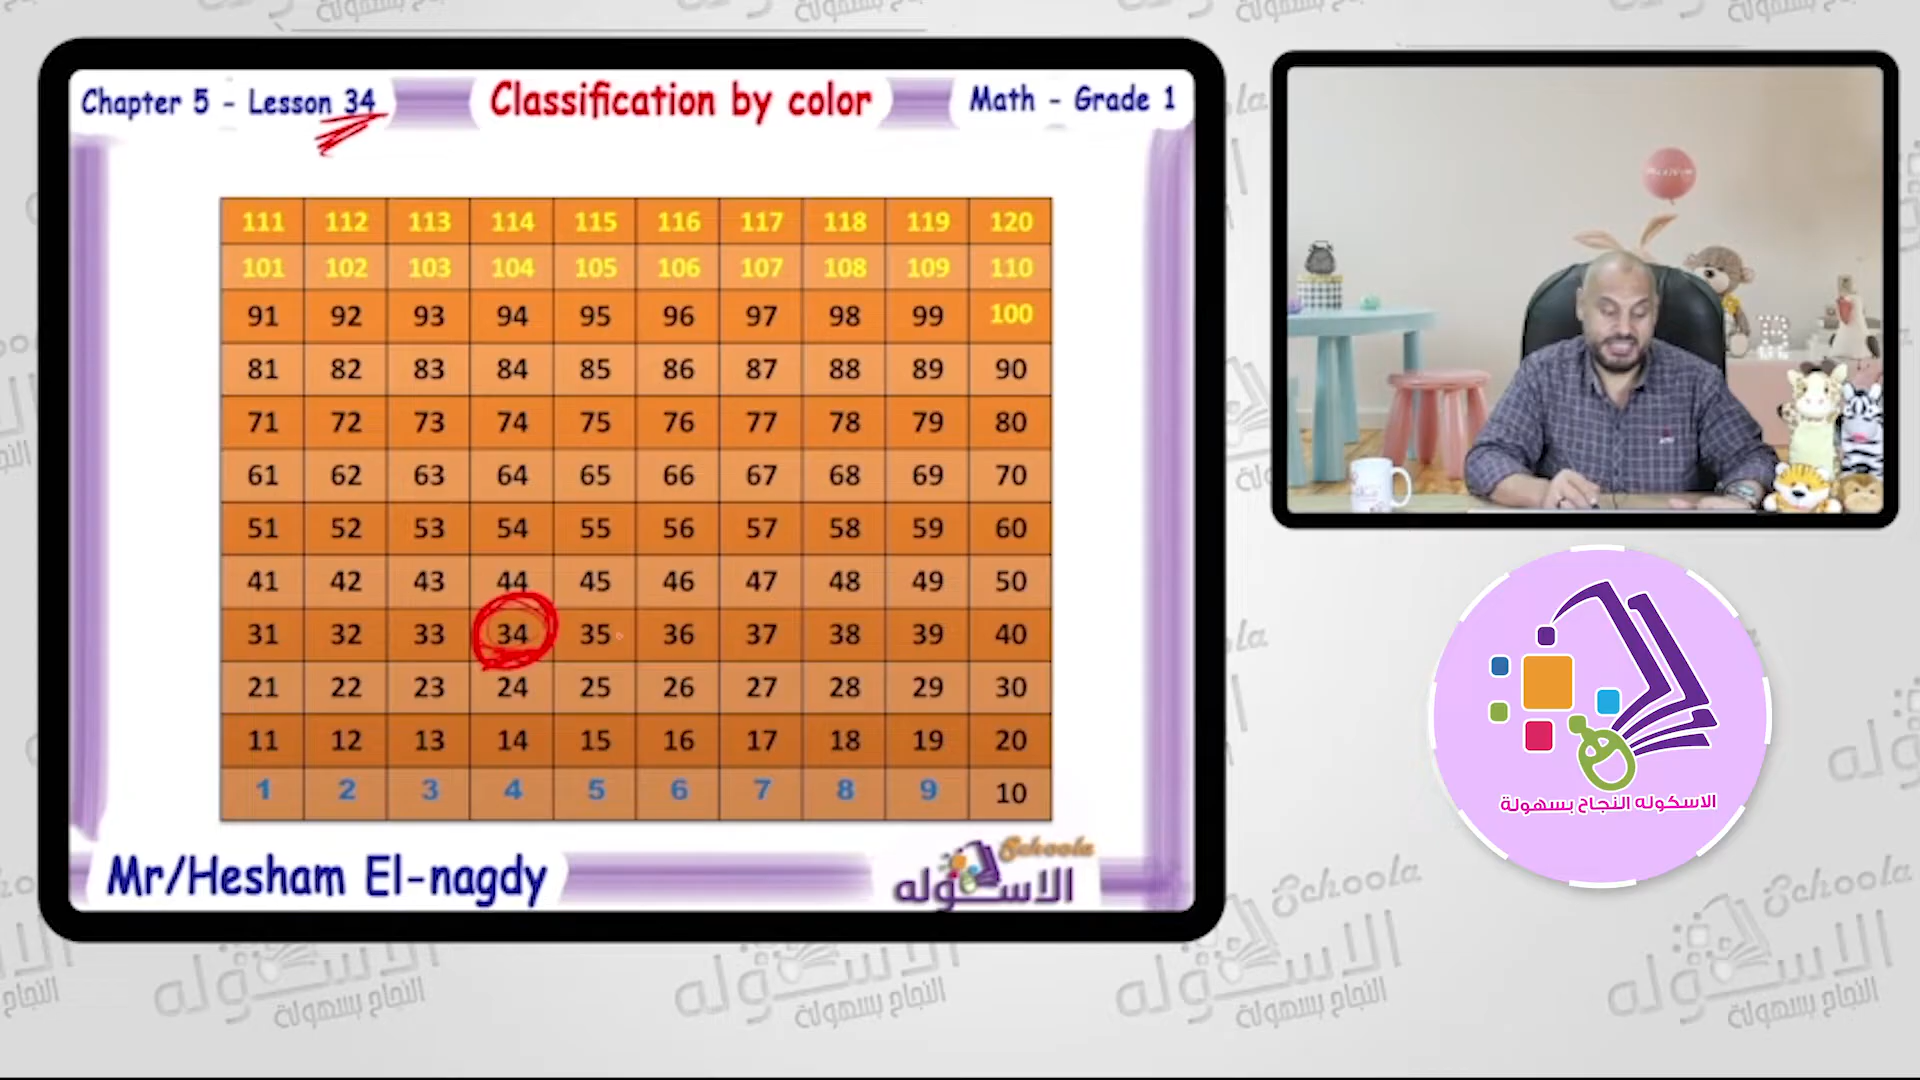 Chapter 5 - Lesson 34
Classification by color
Math - Grade 1
111 112 113 114 115 116 117 118 119 120
101 102 103 104 105 106 107 108 109 110
91 92 93 94 95 96 97 98 99 100
81 82 83 84 85 86 87 88 89 90
71 72 73 74 75 76 77 78 79 80
61 62 63 64 65 66 67 68 69 70
51 52 53 54 55 56 57 58 59 60
41 42 43 44 45 46 47 48 49 50
31 32 33 34 35 36 37 38 39 40
21 22 23 24 25 26 27 28 29 30
11 12 13 14 15 16 17 18 19 20
1 2 3 4 5 6 7 8 9 10
Mr/Hesham El-nagdy
Schoola
الاسكوله
الاسكوله النجاح بسهولة
Schoola
الاسكوله
النجاح بسهولة